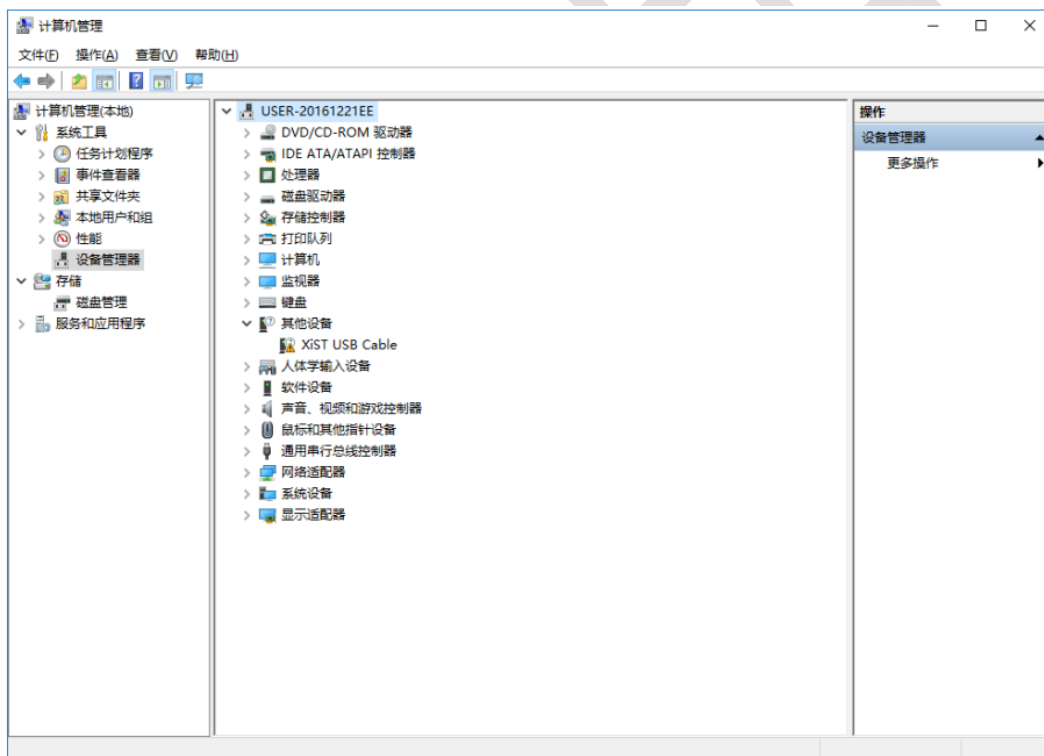 计算机管理
文件(F) 操作(A) 查看(V) 帮助(H)
计算机管理(本地)
系统工具
任务计划程序
事件查看器
共享文件夹
本地用户和组
性能
设备管理器
存储
磁盘管理
服务和应用程序
USER-20161221EE
DVD/CD-ROM 驱动器
IDE ATA/ATAPI 控制器
处理器
磁盘驱动器
存储控制器
打印队列
计算机
监视器
键盘
其他设备
XiST USB Cable
人体学输入设备
软件设备
声音、视频和游戏控制器
鼠标和其他指针设备
通用串行总线控制器
网络适配器
系统设备
显示适配器
操作
设备管理器
更多操作